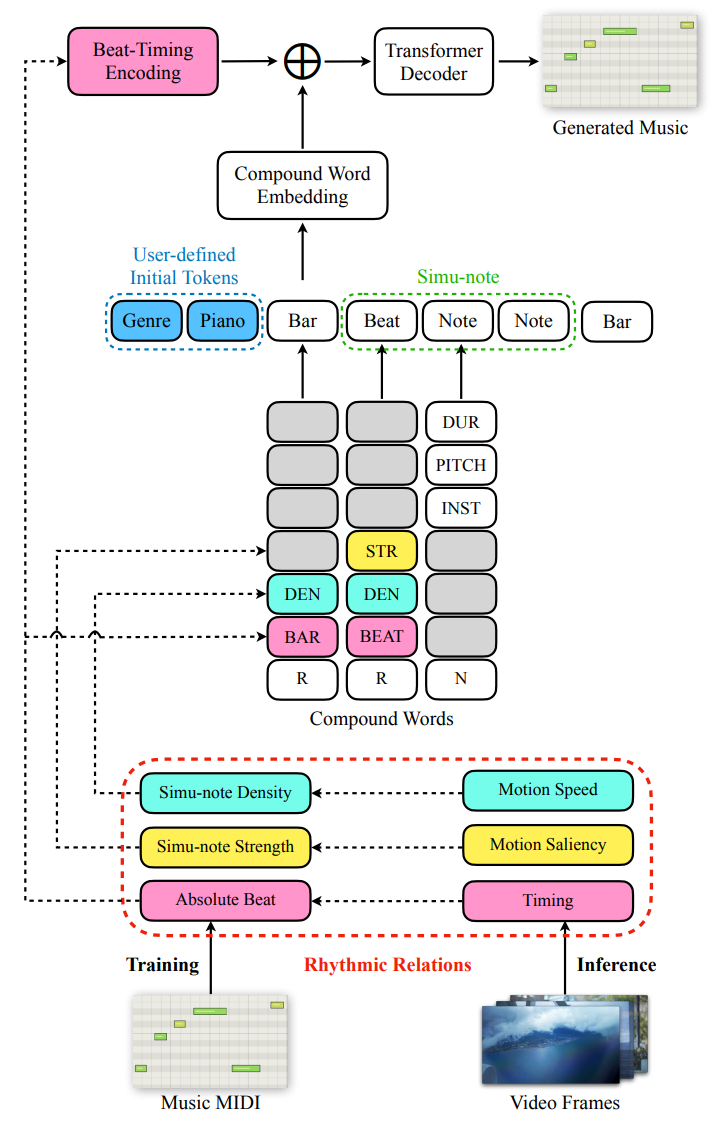 Beat-Timing
Encoding
Transformer
Decoder
Generated Music
Compound Word
Embedding
User-defined
Initial Tokens
Simu-note
Genre
Piano
Bar
Beat
Note
Note
Bar
DUR
PITCH
INST
STR
DEN
DEN
BAR
BEAT
R
R
N
Compound Words
Simu-note Density
Motion Speed
Simu-note Strength
Motion Saliency
Absolute Beat
Timing
Training
Rhythmic Relations
Inference
Music MIDI
Video Frames